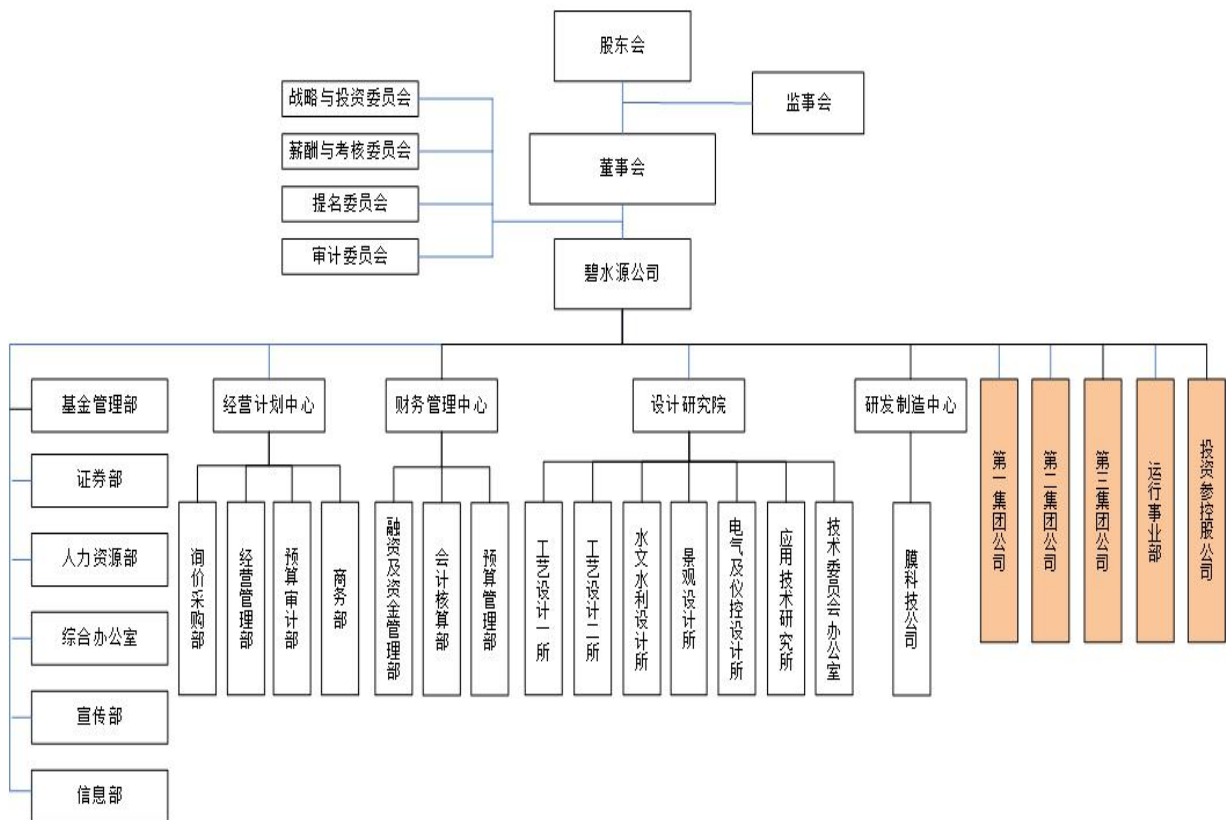 股东会
监事会
战略与投资委员会
薪酬与考核委员会
董事会
提名委员会
审计委员会
碧水源公司
基金管理部
证券部
人力资源部
综合办公室
宣传部
信息部
经营计划中心
询价采购部
经营管理部
预算审计部
商务部
财务管理中心
融资及资金管理部
会计核算部
预算管理部
设计研究院
工艺设计一所
工艺设计二所
水文水利设计所
景观设计所
电气及仪控设计所
应用技术研究所
技术委员会办公室
研发制造中心
膜科技公司
第一集团公司
第二集团公司
第三集团公司
运行事业部
投资参控股公司